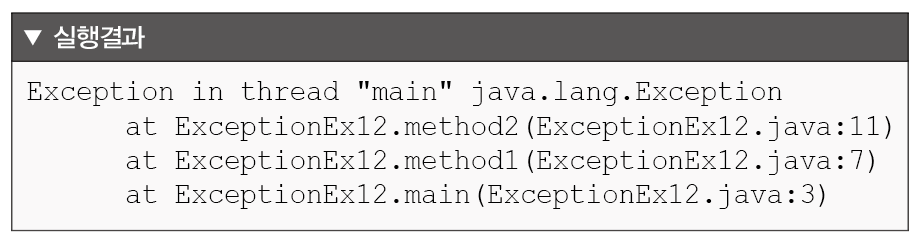 ▼ 실행결과
Exception in thread "main" java.lang.Exception
at ExceptionEx12.method2(ExceptionEx12.java:11)
at ExceptionEx12.method1(ExceptionEx12.java:7)
at ExceptionEx12.main(ExceptionEx12.java:3)